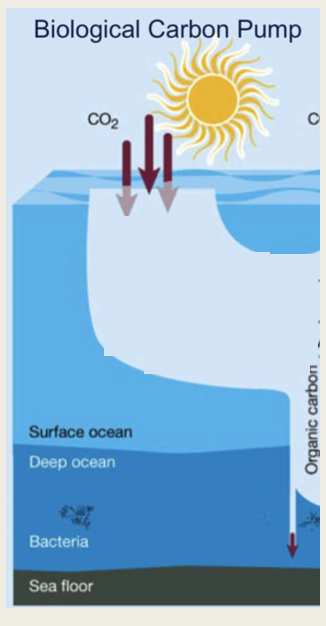 Biological Carbon Pump
CO₂
C
Organic carbon
Surface ocean
Deep ocean
Bacteria
Sea floor